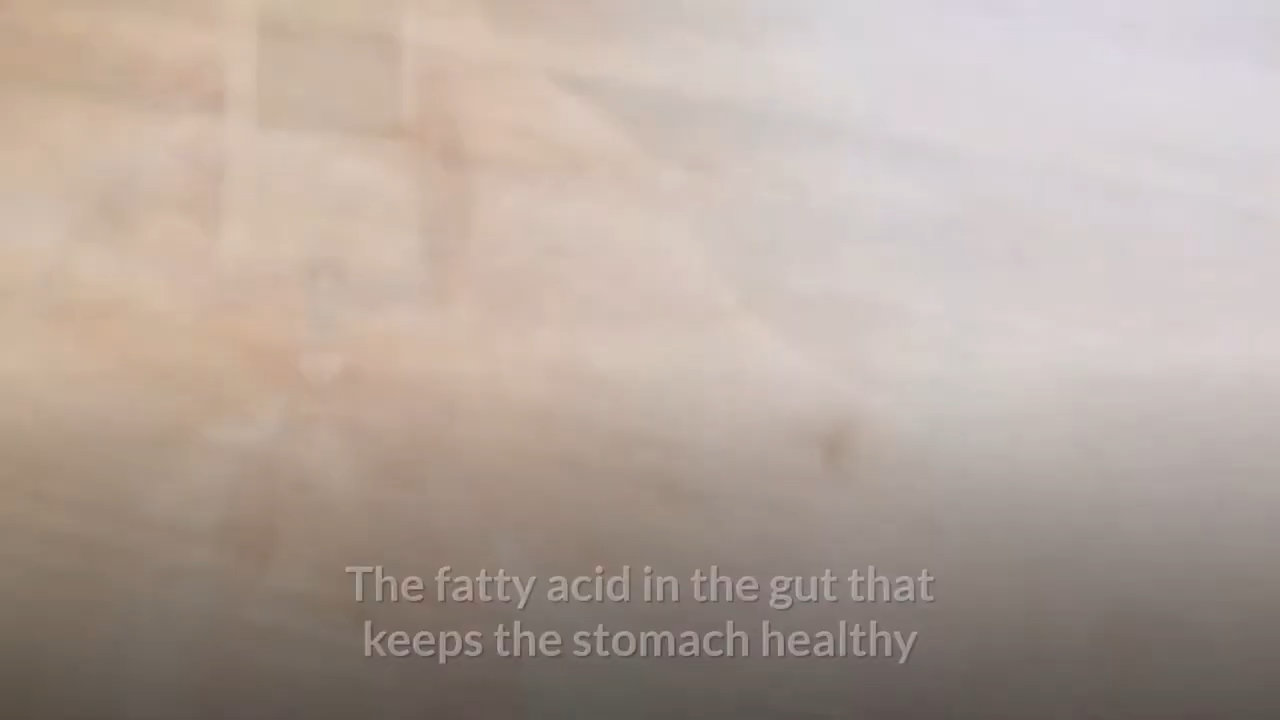 The fatty acid in the gut that
keeps the stomach healthy